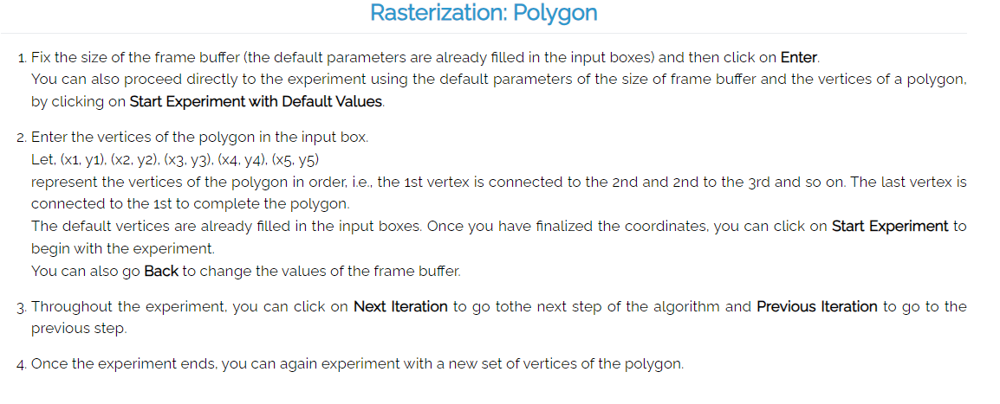 Rasterization: Polygon
1. Fix the size of the frame buffer (the default parameters are already filled in the input boxes) and then click on Enter.
You can also proceed directly to the experiment using the default parameters of the size of frame buffer and the vertices of a polygon,
by clicking on Start Experiment with Default Values.
2. Enter the vertices of the polygon in the input box.
Let, (x1, y1), (x2, y2), (x3, y3), (x4, y4), (x5, y5)
represent the vertices of the polygon in order, i.e., the 1st vertex is connected to the 2nd and 2nd to the 3rd and so on. The last vertex is
connected to the 1st to complete the polygon.
The default vertices are already filled in the input boxes. Once you have finalized the coordinates, you can click on Start Experiment to
begin with the experiment.
You can also go Back to change the values of the frame buffer.
3. Throughout the experiment, you can click on Next Iteration to go tothe next step of the algorithm and Previous Iteration to go to the
previous step.
4. Once the experiment ends, you can again experiment with a new set of vertices of the polygon.